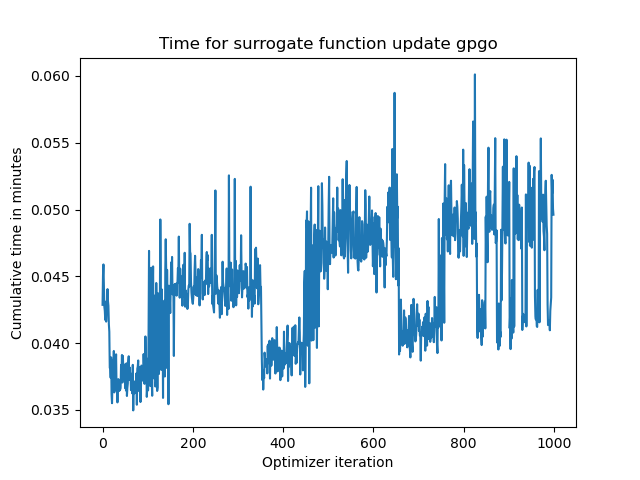 Time for surrogate function update gpgo
Cumulative time in minutes
0.060
0.055
0.050
0.045
0.040
0.035
0 200 400 600 800 1000
Optimizer iteration